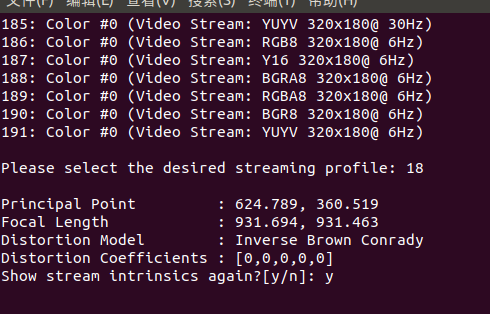 文件(F) 编辑(E) 查看(V) 搜索(S) 终端(T) 帮助(H)
185: Color #0 (Video Stream: YUYV 320x180@ 30Hz)
186: Color #0 (Video Stream: RGB8 320x180@ 6Hz)
187: Color #0 (Video Stream: Y16 320x180@ 6Hz)
188: Color #0 (Video Stream: BGRA8 320x180@ 6Hz)
189: Color #0 (Video Stream: RGBA8 320x180@ 6Hz)
190: Color #0 (Video Stream: BGR8 320x180@ 6Hz)
191: Color #0 (Video Stream: YUYV 320x180@ 6Hz)
Please select the desired streaming profile: 18
Principal Point : 624.789, 360.519
Focal Length : 931.694, 931.463
Distortion Model : Inverse Brown Conrady
Distortion Coefficients : [0,0,0,0,0]
Show stream intrinsics again?[y/n]: y